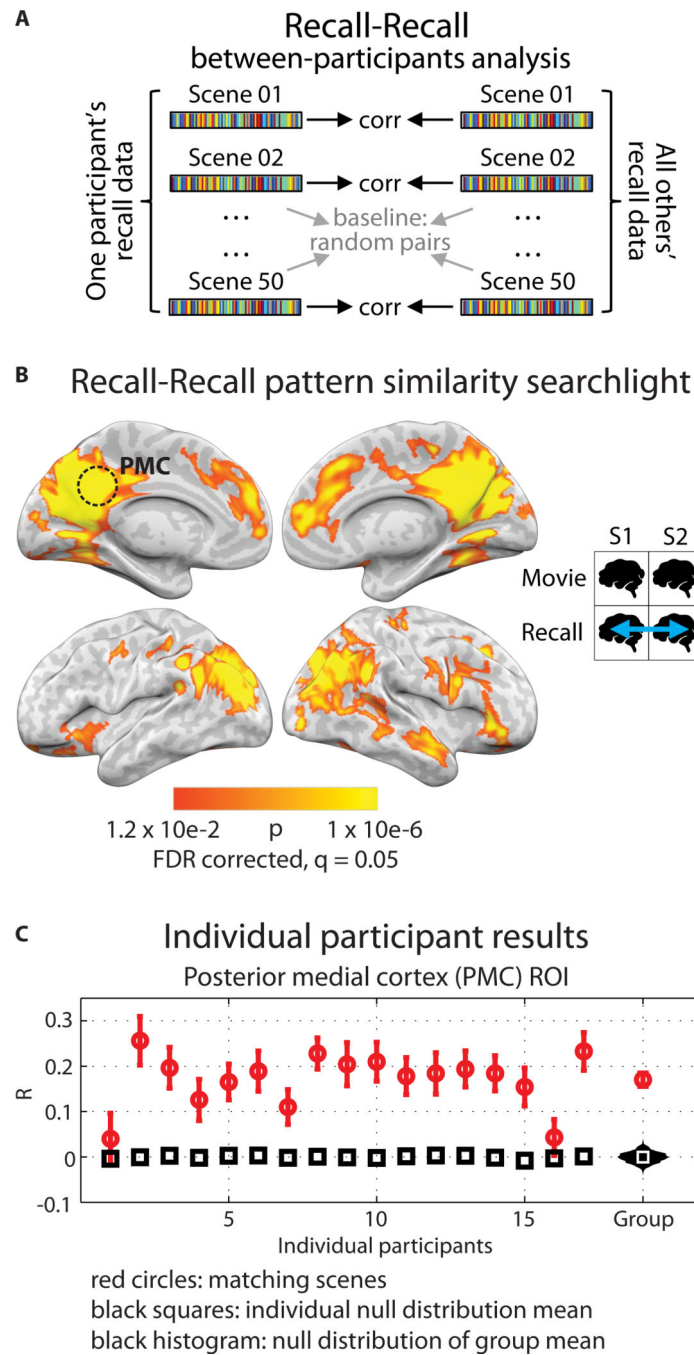 A
Recall-Recall
between-participants analysis
One participant's
recall data
Scene 01
corr
Scene 01
Scene 02
corr
Scene 02
...
baseline:
...
...
random pairs
...
Scene 50
corr
Scene 50
All others'
recall data
B
Recall-Recall pattern similarity searchlight
PMC
S1 S2
Movie
Recall
1.2 x 10e-2 p 1 x 10e-6
FDR corrected, q = 0.05
C
Individual participant results
Posterior medial cortex (PMC) ROI
R
0.3
0.2
0.1
0
-0.1
5 10 15 Group
Individual participants
red circles: matching scenes
black squares: individual null distribution mean
black histogram: null distribution of group mean